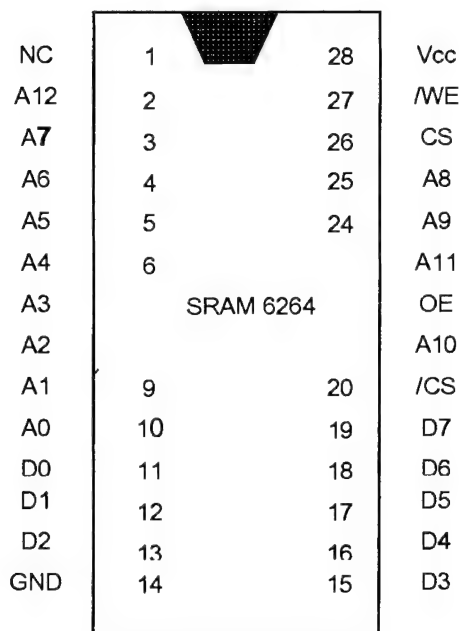 NC 1 28 Vcc
A12 2 27 /WE
A7 3 26 CS
A6 4 25 A8
A5 5 24 A9
A4 6 A11
A3 SRAM 6264 OE
A2 A10
A1 9 20 /CS
A0 10 19 D7
D0 11 18 D6
D1 12 17 D5
D2 13 16 D4
GND 14 15 D3